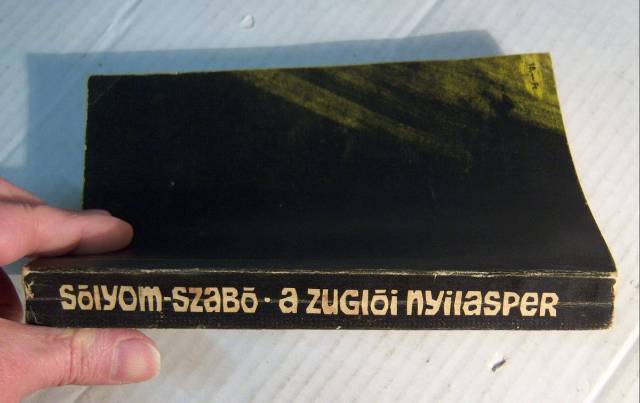 Sólyom-Szabó · a zuglói nyilasper